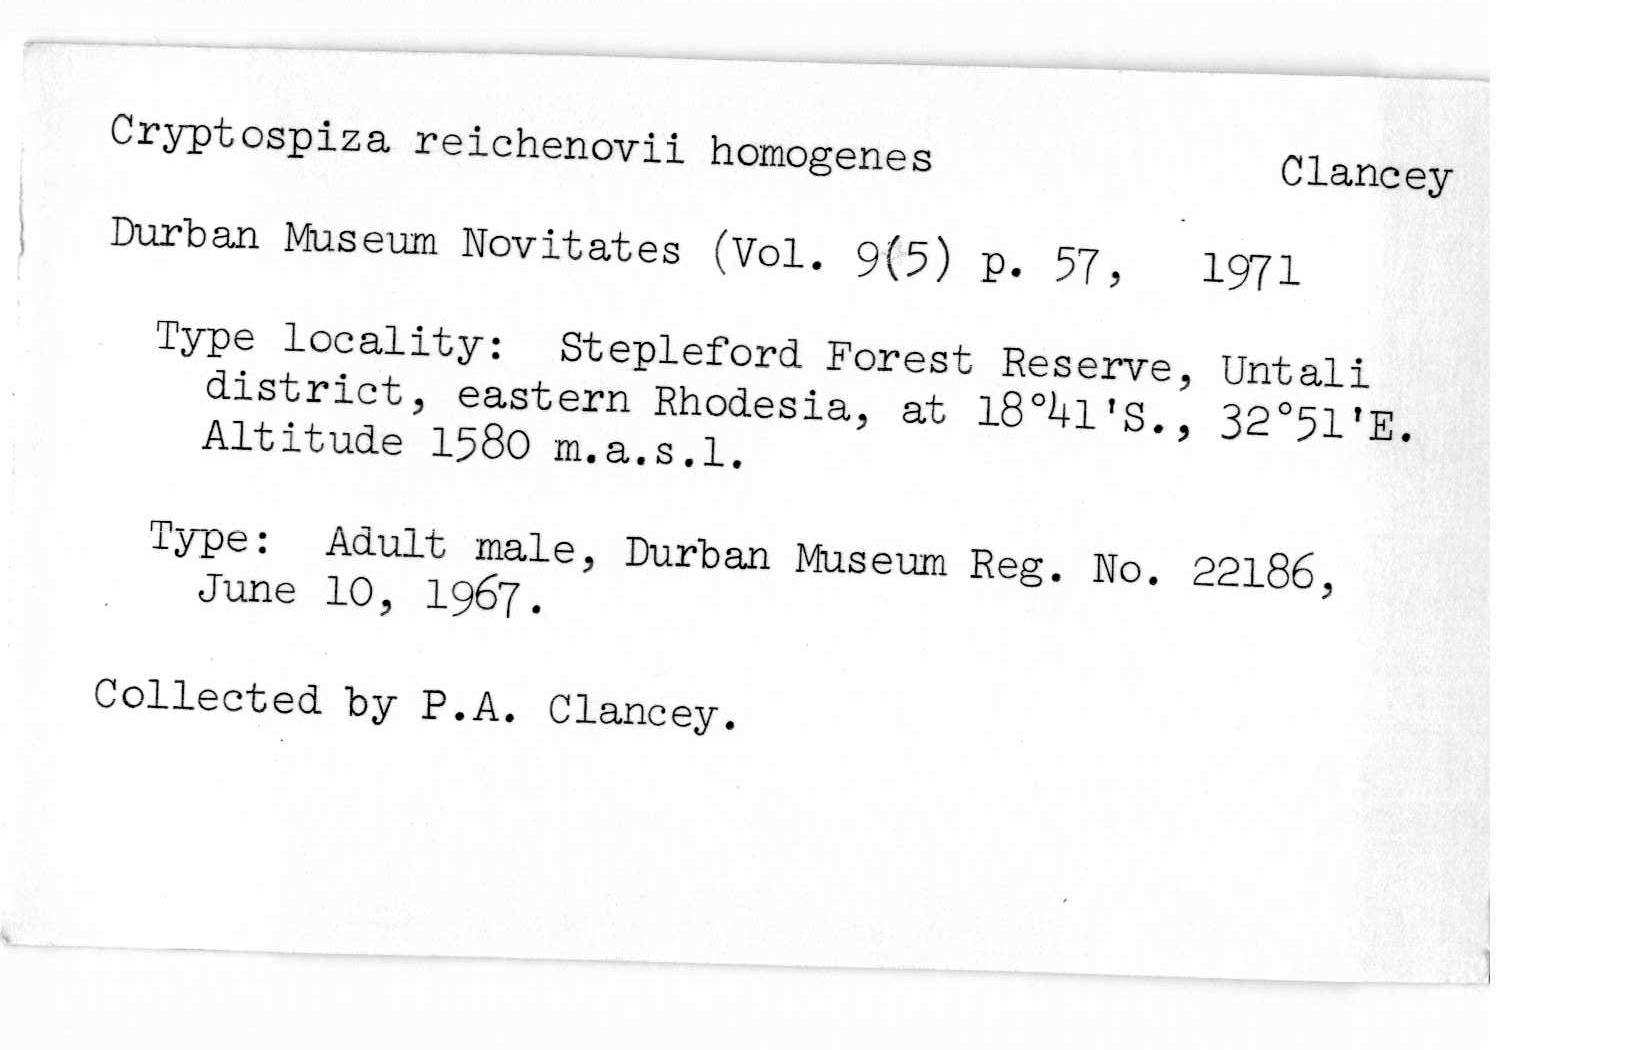 Cryptospiza reichenovii homogenes Clancey
Durban Museum Novitates (Vol. 9(5) p. 57, 1971
Type locality: Stepleford Forest Reserve, Untali
district, eastern Rhodesia, at 18°41'S., 32°51'E.
Altitude 1580 m.a.s.l.
Type: Adult male, Durban Museum Reg. No. 22186,
June 10, 1967.
Collected by P.A. Clancey.